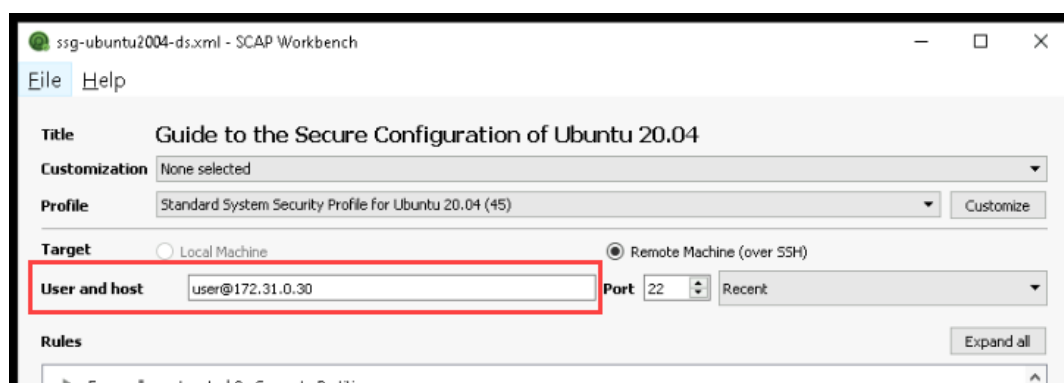 ssg-ubuntu2004-ds.xml - SCAP Workbench
File Help
Title Guide to the Secure Configuration of Ubuntu 20.04
Customization None selected
Profile Standard System Security Profile for Ubuntu 20.04 (45) Customize
Target Local Machine Remote Machine (over SSH)
User and host user@172.31.0.30 Port 22 Recent
Rules Expand all